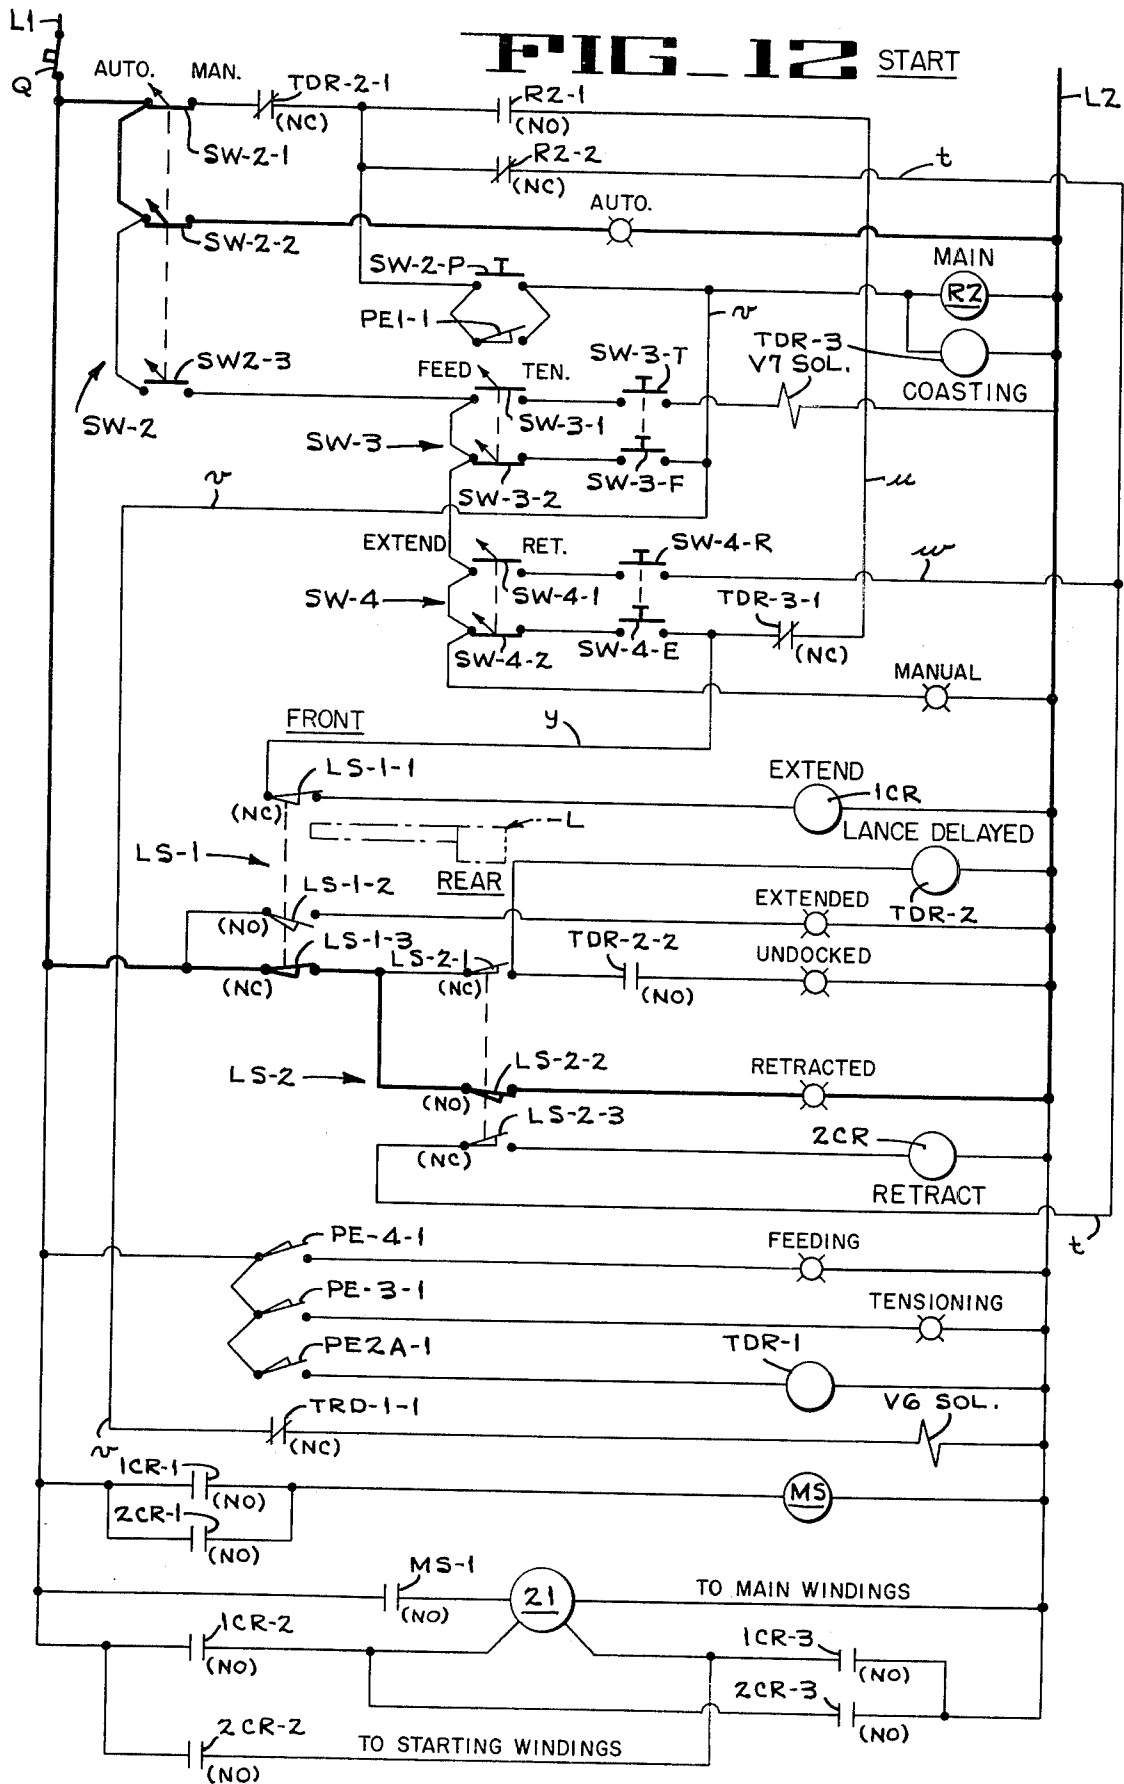 L1
FIG_12 START
Q
AUTO. MAN.
TDR-2-1
(NC)
R2-1
(NO)
L2
SW-2-1
R2-2
(NC)
t
AUTO.
SW-2-2
SW-2-P
MAIN
R2
PE1-1
v
TDR-3
V7 SOL.
COASTING
SW2-3
FEED TEN.
SW-3-T
SW-2
SW-3-1
SW-3
SW-3-F
SW-3-2
v
u
EXTEND RET.
SW-4-R
w
SW-4
SW-4-1
TDR-3-1
(NC)
SW-4-2
SW-4-E
MANUAL
FRONT
y
LS-1-1
(NC)
EXTEND
1CR
L
LANCE DELAYED
LS-1
REAR
TDR-2
LS-1-2
(NO)
EXTENDED
LS-1-3
(NC)
LS-2-1
(NC)
TDR-2-2
(NO)
UNDOCKED
LS-2
LS-2-2
(NO)
RETRACTED
LS-2-3
(NC)
2CR
RETRACT
t
PE-4-1
FEEDING
PE-3-1
TENSIONING
PE2A-1
TDR-1
TRD-1-1
(NC)
V6 SOL.
v
1CR-1
(NO)
MS
2CR-1
(NO)
MS-1
(NO)
21
TO MAIN WINDINGS
1CR-2
(NO)
1CR-3
(NO)
2CR-3
(NO)
2CR-2
(NO)
TO STARTING WINDINGS